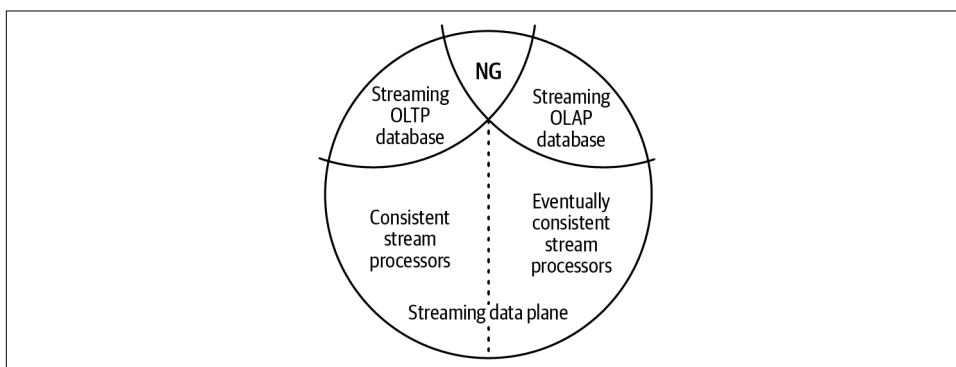 NG
Streaming
OLTP
database
Streaming
OLAP
database
Consistent
stream
processors
Eventually
consistent
stream
processors
Streaming data plane